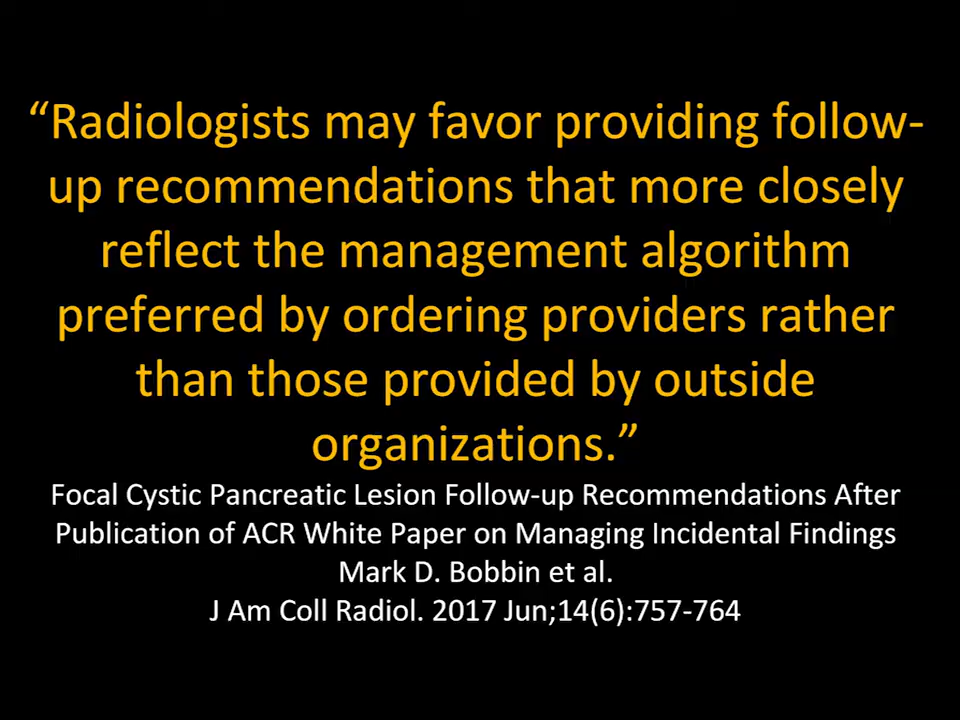 “Radiologists may favor providing follow-
up recommendations that more closely
reflect the management algorithm
preferred by ordering providers rather
than those provided by outside
organizations.”
Focal Cystic Pancreatic Lesion Follow-up Recommendations After
Publication of ACR White Paper on Managing Incidental Findings
Mark D. Bobbin et al.
J Am Coll Radiol. 2017 Jun;14(6):757-764